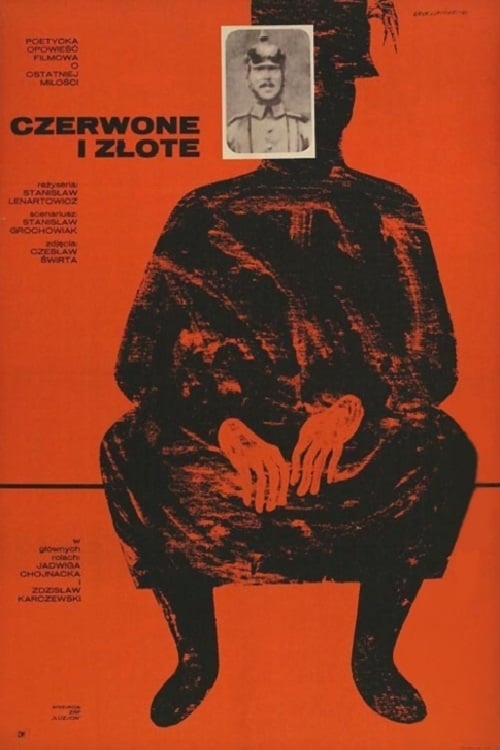 POETYCKA
OPOWIEŚĆ
FILMOWA
O
OSTATNIEJ
MIŁOŚCI
CZERWONE
I ZŁOTE
reżyseria:
STANISŁAW
LENARTOWICZ
scenariusz:
STANISŁAW
GROCHOWIAK
zdjęcia:
CZESŁAW
ŚWIRTA
w
głównych
rolach:
JADWIGA
CHOJNACKA
I
ZDZISŁAW
KARCZEWSKI
ZRF